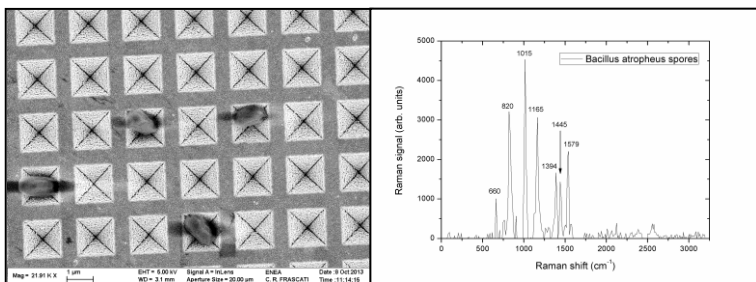 Mag = 21.91 K X
1 µm
EHT = 5.00 kV
WD = 3.1 mm
Signal A = InLens
Aperture Size = 20.00 µm
ENEA
C. R. FRASCATI
Date :9 Oct 2013
Time :11:14:15
5000
4000
3000
2000
1000
0
Raman signal (arb. units)
Bacillus atropheus spores
1015
820
1165
1445
1579
1394
660
0
500
1000
1500
2000
2500
3000
Raman shift (cm⁻¹)